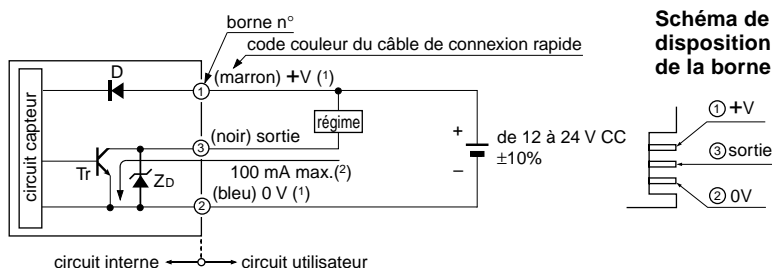 borne n°
code couleur du câble de connexion rapide
Schéma de
disposition
de la borne
D
① (marron) +V (1)
régime
③ (noir) sortie
circuit capteur
Tr
ZD
100 mA max.(2)
② (bleu) 0 V (1)
+
−
de 12 à 24 V CC
±10%
① +V
③ sortie
② 0V
circuit interne
circuit utilisateur